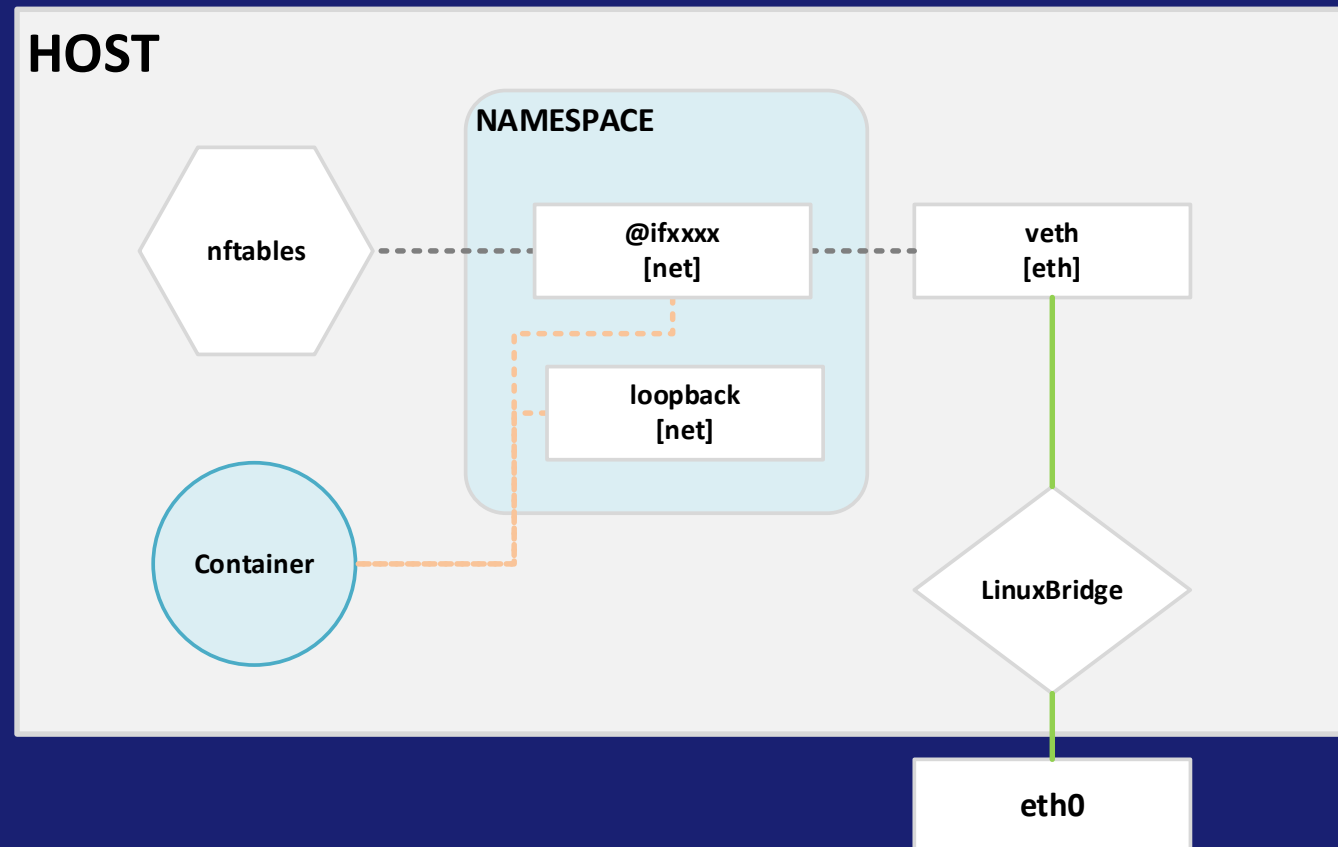 HOST
NAMESPACE
nftables
@ifxxxx
[net]
veth
[eth]
loopback
[net]
Container
LinuxBridge
eth0